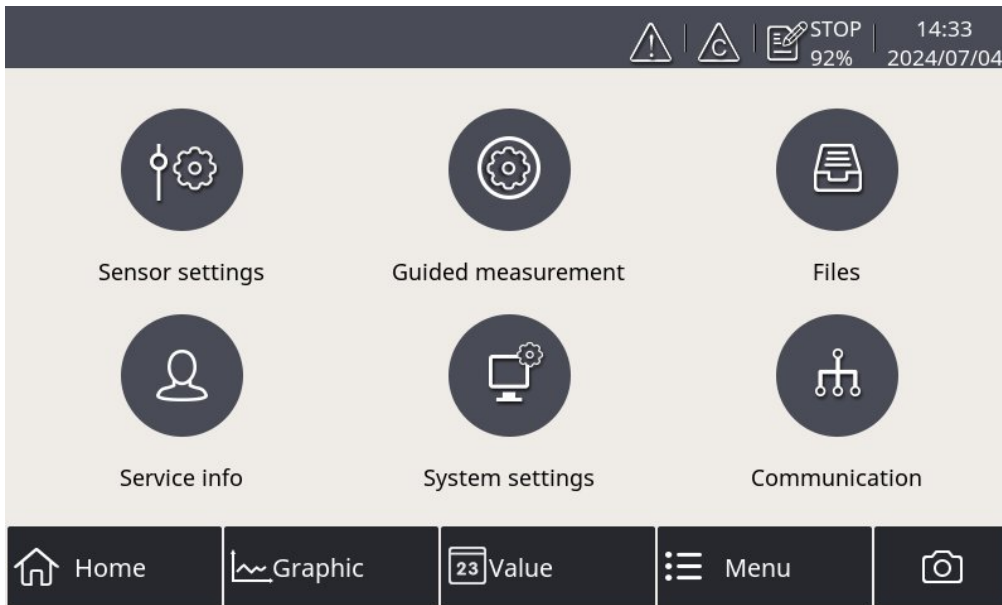 STOP 14:33
92% 2024/07/04
C
Sensor settings Guided measurement Files
Service info System settings Communication
Home Graphic 23 Value Menu